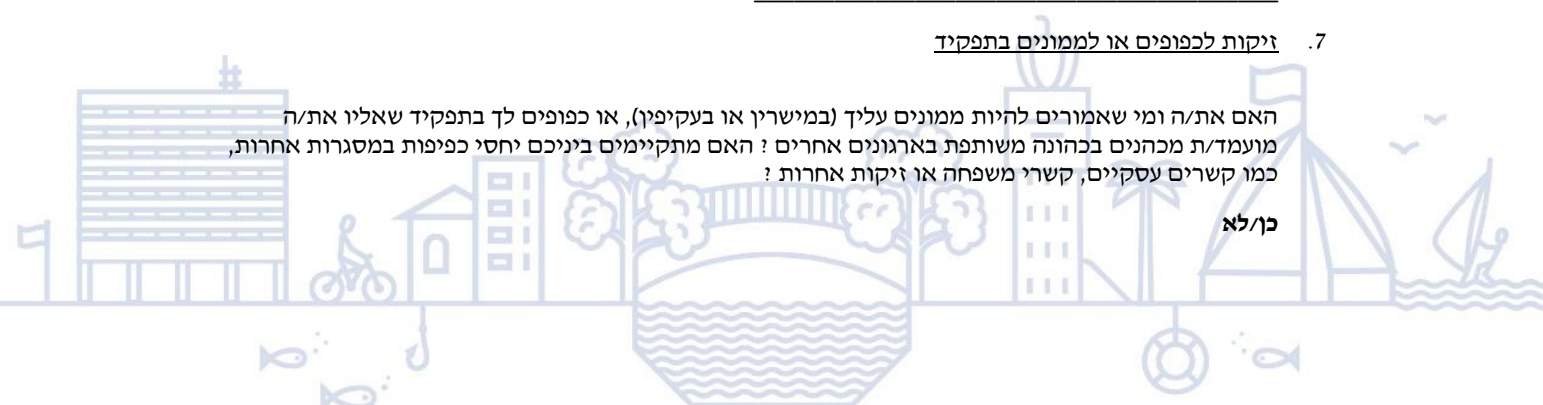 7. זיקות לכפופים או לממונים בתפקיד
האם את/ה ומי שאמורים להיות ממונים עליך (במישרין או בעקיפין), או כפופים לך בתפקיד שאליו את/ה
מועמד/ת מכהנים בכהונה משותפת בארגונים אחרים ? האם מתקיימים ביניכם יחסי כפיפות במסגרות אחרות,
כמו קשרים עסקיים, קשרי משפחה או זיקות אחרות ?
כן/לא